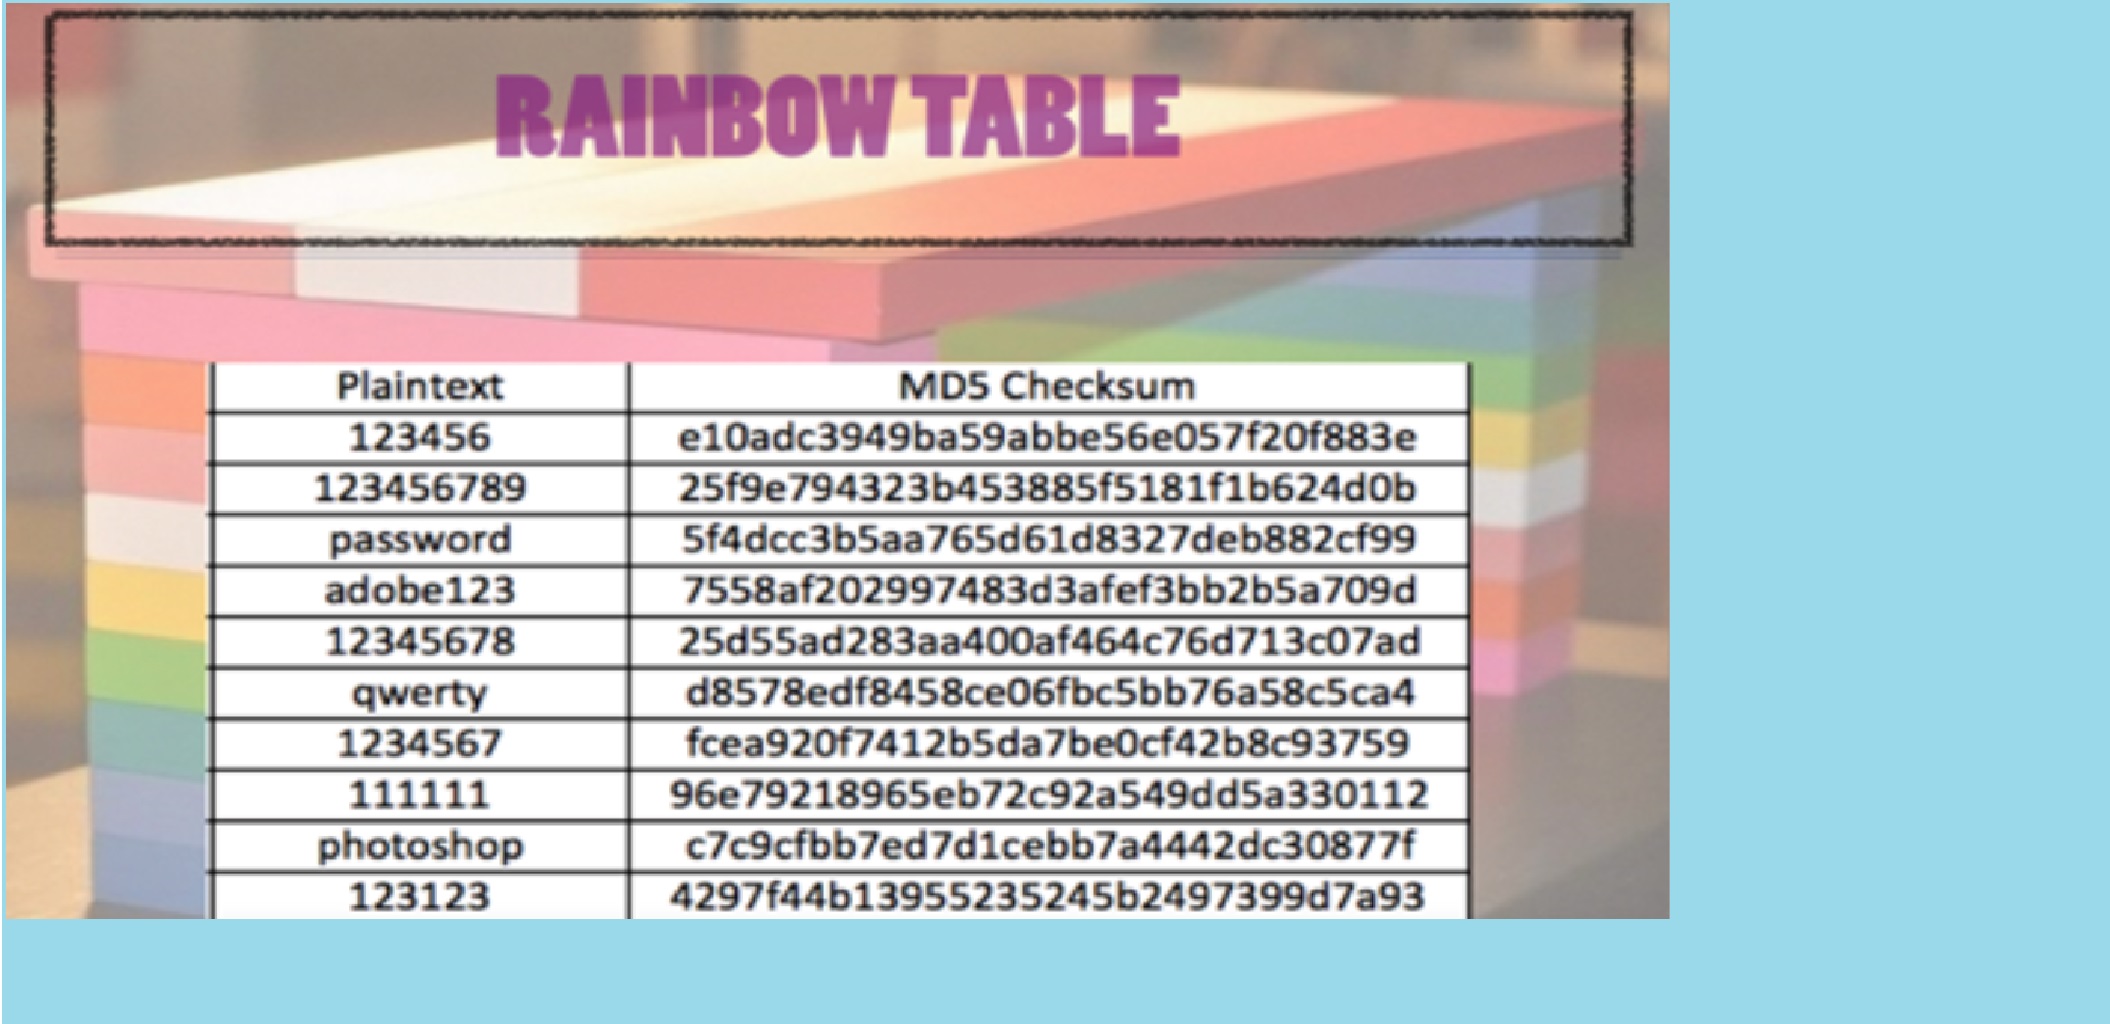 RAINBOW TABLE
Plaintext MD5 Checksum
123456 e10adc3949ba59abbe56e057f20f883e
123456789 25f9e794323b453885f5181f1b624d0b
password 5f4dcc3b5aa765d61d8327deb882cf99
adobe123 7558af202997483d3afef3bb2b5a709d
12345678 25d55ad283aa400af464c76d713c07ad
qwerty d8578edf8458ce06fbc5bb76a58c5ca4
1234567 fcea920f7412b5da7be0cf42b8c93759
111111 96e79218965eb72c92a549dd5a330112
photoshop c7c9cfbb7ed7d1cebb7a4442dc30877f
123123 4297f44b13955235245b2497399d7a93